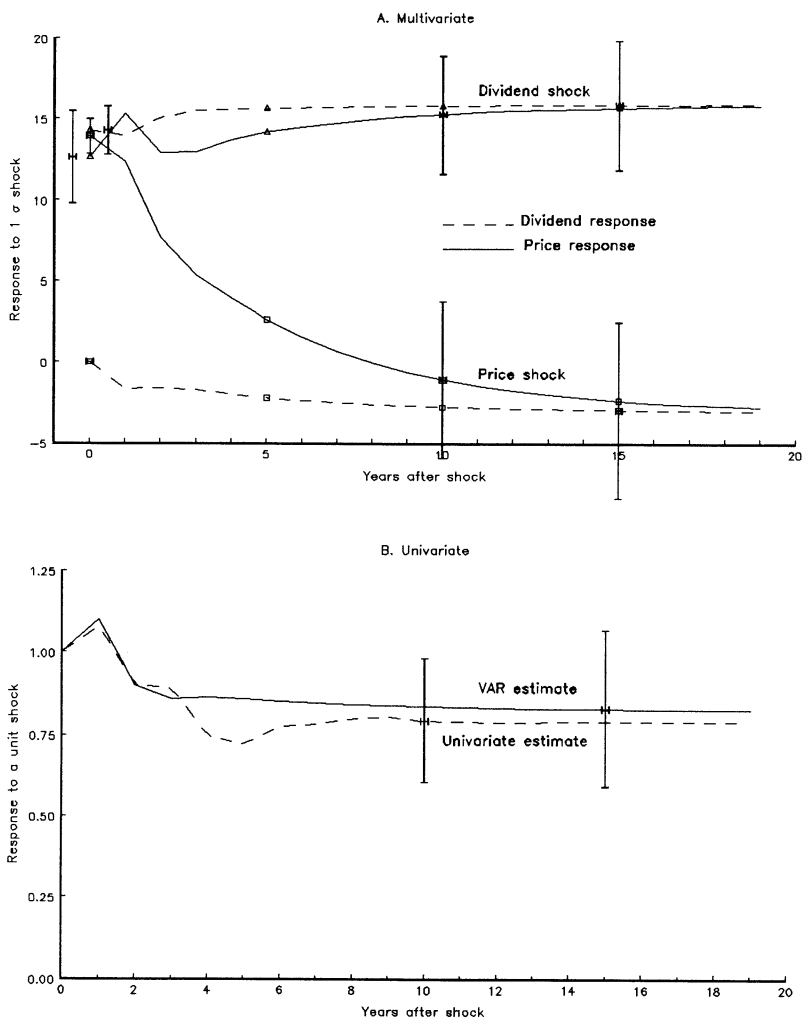 A. Multivariate
20
15
10
5
0
−5
Response to 1 σ shock
Dividend shock
Dividend response
Price response
Price shock
0
5
10
15
20
Years after shock
B. Univariate
1.25
1.00
0.75
0.50
0.25
0.00
Response to a unit shock
VAR estimate
Univariate estimate
0
2
4
6
8
10
12
14
16
18
20
Years after shock